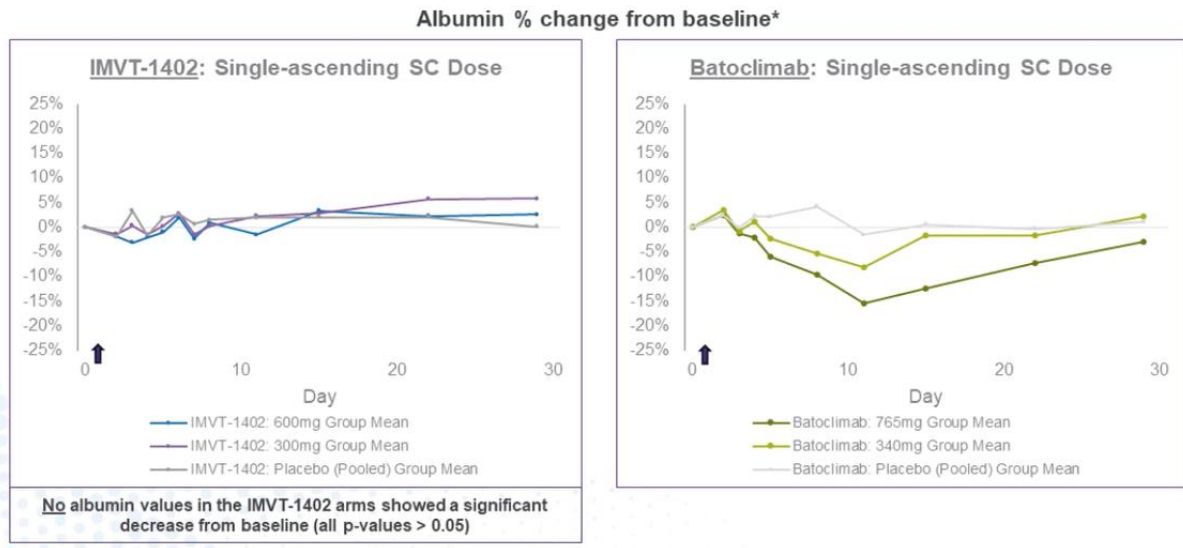 Albumin % change from baseline*
IMVT-1402: Single-ascending SC Dose
25%
20%
15%
10%
5%
0%
-5%
-10%
-15%
-20%
-25%
0 10 20 30
Day
IMVT-1402: 600mg Group Mean
IMVT-1402: 300mg Group Mean
IMVT-1402: Placebo (Pooled) Group Mean
No albumin values in the IMVT-1402 arms showed a significant
decrease from baseline (all p-values > 0.05)
Batoclimab: Single-ascending SC Dose
25%
20%
15%
10%
5%
0%
-5%
-10%
-15%
-20%
-25%
0 10 20 30
Day
Batoclimab: 765mg Group Mean
Batoclimab: 340mg Group Mean
Batoclimab: Placebo (Pooled) Group Mean